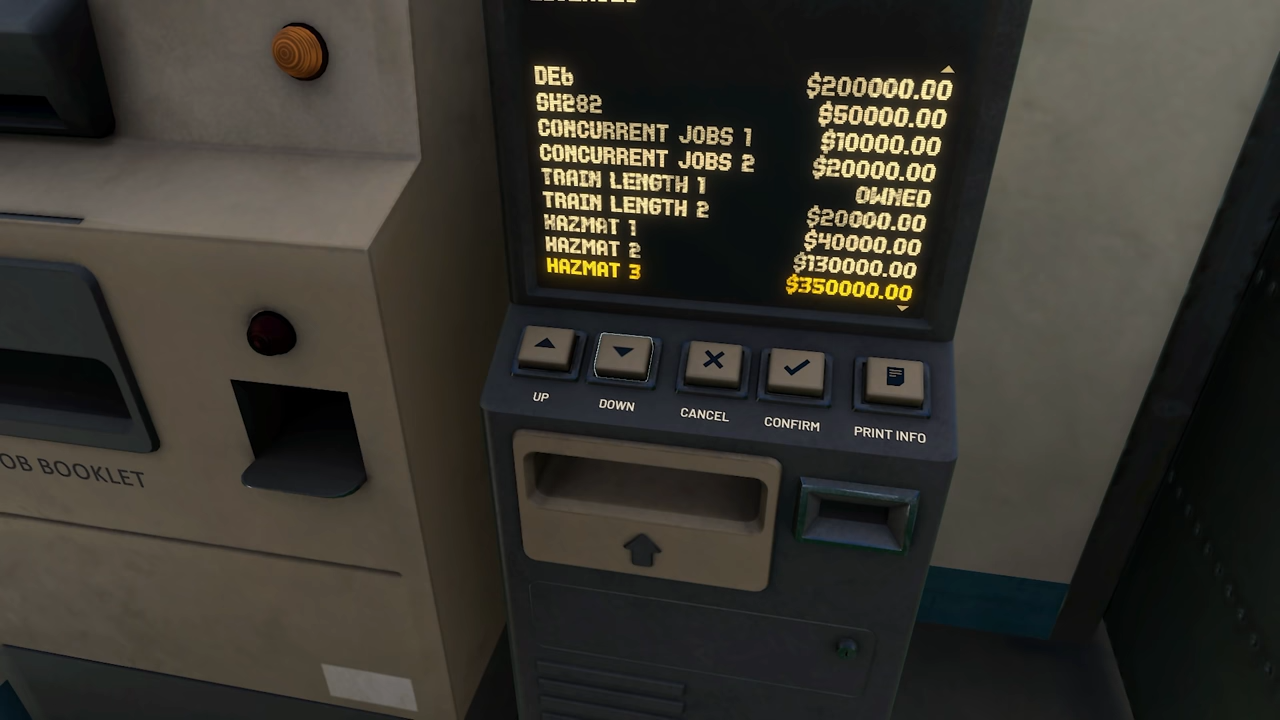 DE6 $200000.00
SH282 $50000.00
CONCURRENT JOBS 1 $10000.00
CONCURRENT JOBS 2 $20000.00
TRAIN LENGTH 1 OWNED
TRAIN LENGTH 2 $20000.00
HAZMAT 1 $40000.00
HAZMAT 2 $130000.00
HAZMAT 3 $350000.00
UP DOWN CANCEL CONFIRM PRINT INFO
OB BOOKLET